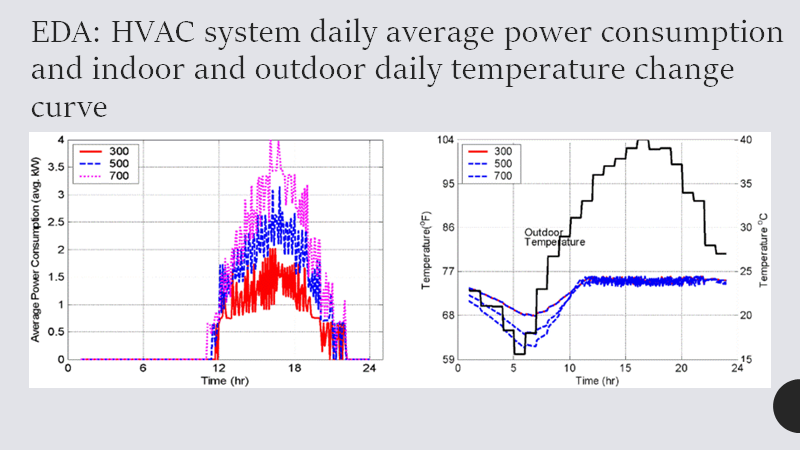 EDA: HVAC system daily average power consumption
and indoor and outdoor daily temperature change
curve
Average Power Consumption (avg. kW)
4
3.5
3
2.5
2
1.5
1
0.5
0
300
500
700
0 6 12 18 24
Time (hr)
Temperature(°F)
104
95
86
77
68
59
300
500
700
Outdoor
Temperature
40
35
30
25
20
15
Temperature °C
0 5 10 15 20 24
Time (hr)